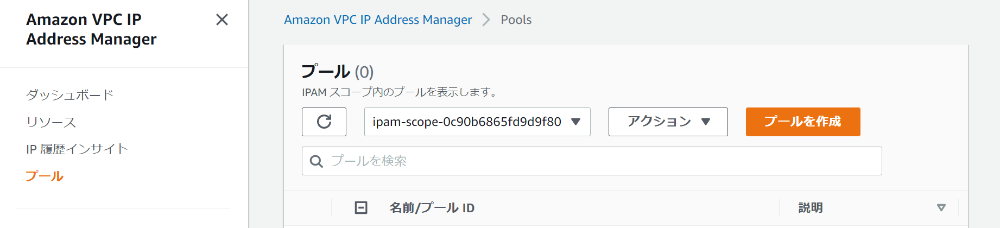 Amazon VPC IP
Address Manager
ダッシュボード
リソース
IP 履歴インサイト
プール
Amazon VPC IP Address Manager > Pools
プール (0)
IPAM スコープ内のプールを表示します。
ipam-scope-0c90b6865fd9d9f80 アクション プールを作成
プールを検索
名前/プール ID 説明